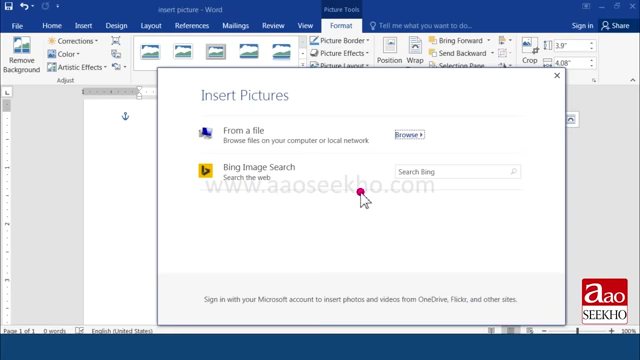 insert picture - Word
Picture Tools
File Home Insert Design Layout References Mailings Review View Format Tell me what you want to do... Sign in Share
Remove Background
Corrections
Color
Artistic Effects
Adjust
Picture Border
Picture Effects
Picture Layout
Position
Wrap
Bring Forward
Send Backward
Selection Pane
Crop
3.9"
4.08"
Insert Pictures
From a file
Browse files on your computer or local network
Browse
Bing Image Search
Search the web
Search Bing
www.aaoseekho.com
Sign in with your Microsoft account to insert photos and videos from OneDrive, Flickr, and other sites.
aao
SEEKHO
Page 1 of 1 0 words English (United States) 100%